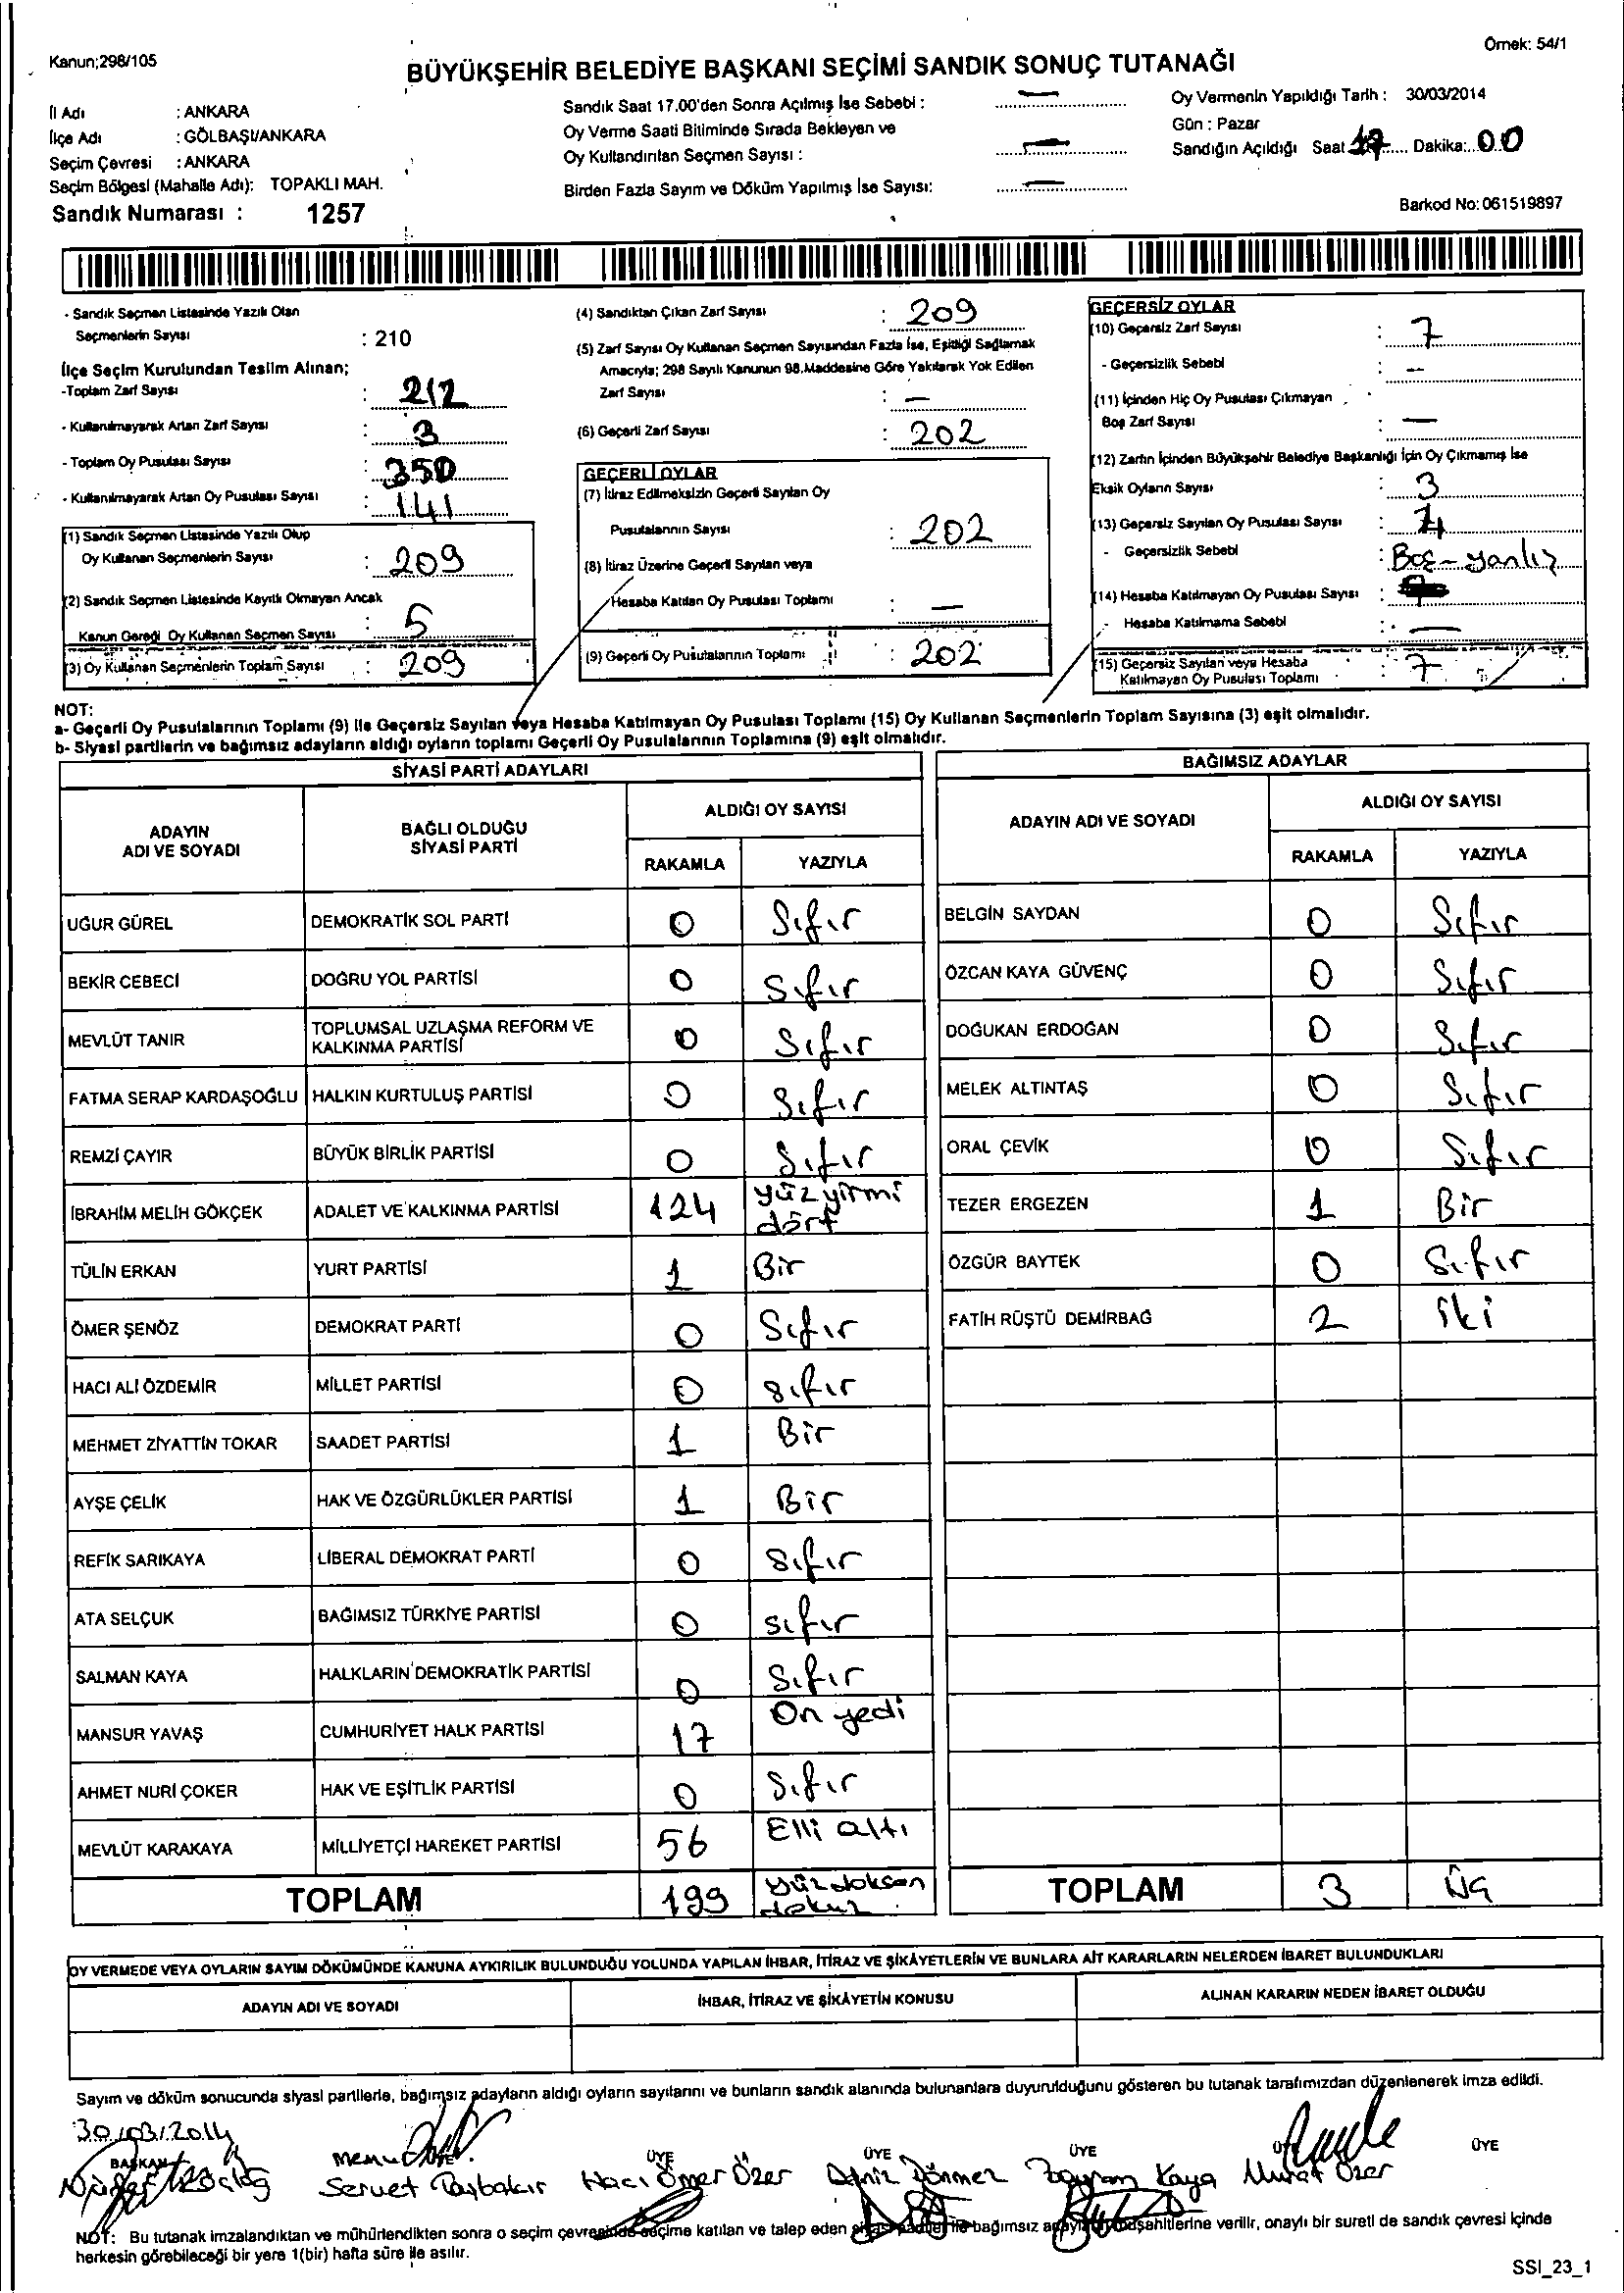 Kanun;298/105
Örnek: 54/1
BÜYÜKŞEHİR BELEDİYE BAŞKANI SEÇİMİ SANDIK SONUÇ TUTANAĞI
İl Adı : ANKARA
İlçe Adı : GÖLBAŞI/ANKARA
Seçim Çevresi : ANKARA
Seçim Bölgesi (Mahalle Adı): TOPAKLI MAH.
Sandık Numarası : 1257
Sandık Saat 17.00'den Sonra Açılmış İse Sebebi : —
Oy Verme Saati Bitiminde Sırada Bekleyen ve
Oy Kullandırılan Seçmen Sayısı : —
Birden Fazla Sayım ve Döküm Yapılmış İse Sayısı: —
Oy Vermenin Yapıldığı Tarih : 30/03/2014
Gün : Pazar
Sandığın Açıldığı Saat 17 Dakika: 00
Barkod No: 061519897
- Sandık Seçmen Listesinde Yazılı Olan
Seçmenlerin Sayısı : 210
İlçe Seçim Kurulundan Teslim Alınan;
-Toplam Zarf Sayısı : 212
- Kullanılmayarak Artan Zarf Sayısı : 3
- Toplam Oy Pusulası Sayısı : 350
- Kullanılmayarak Artan Oy Pusulası Sayısı : 141
(1) Sandık Seçmen Listesinde Yazılı Olup
Oy Kullanan Seçmenlerin Sayısı : 209
(2) Sandık Seçmen Listesinde Kayıtlı Olmayan Ancak
Kanun Gereği Oy Kullanan Seçmen Sayısı : 5
(3) Oy Kullanan Seçmenlerin Toplam Sayısı : 209
(4) Sandıktan Çıkan Zarf Sayısı : 209
(5) Zarf Sayısı Oy Kullanan Seçmen Sayısından Fazla İse, Eşitliği Sağlamak
Amacıyla; 298 Sayılı Kanunun 98.Maddesine Göre Yakılarak Yok Edilen
Zarf Sayısı : —
(6) Geçerli Zarf Sayısı : 202
GEÇERLİ OYLAR
(7) İtiraz Edilmeksizin Geçerli Sayılan Oy
Pusulalarının Sayısı : 202
(8) İtiraz Üzerine Geçerli Sayılan veya
Hesaba Katılan Oy Pusulası Toplamı : —
(9) Geçerli Oy Pusulalarının Toplamı : 202
GEÇERSİZ OYLAR
(10) Geçersiz Zarf Sayısı : 7
- Geçersizlik Sebebi : —
(11) İçinden Hiç Oy Pusulası Çıkmayan
Boş Zarf Sayısı : —
(12) Zarfın İçinden Büyükşehir Belediye Başkanlığı İçin Oy Çıkmamış İse
Eksik Oyların Sayısı : 3
(13) Geçersiz Sayılan Oy Pusulası Sayısı : 4
- Geçersizlik Sebebi : Boş - yanlış
(14) Hesaba Katılmayan Oy Pusulası Sayısı :
- Hesaba Katılmama Sebebi : —
(15) Geçersiz Sayılan veya Hesaba
Katılmayan Oy Pusulası Toplamı : 7
NOT:
a- Geçerli Oy Pusulalarının Toplamı (9) ile Geçersiz Sayılan veya Hesaba Katılmayan Oy Pusulası Toplamı (15) Oy Kullanan Seçmenlerin Toplam Sayısına (3) eşit olmalıdır.
b- Siyasi partilerin ve bağımsız adayların aldığı oyların toplamı Geçerli Oy Pusulalarının Toplamına (9) eşit olmalıdır.
SİYASİ PARTİ ADAYLARI
ADAYIN ADI VE SOYADI BAĞLI OLDUĞU SİYASİ PARTİ ALDIĞI OY SAYISI
RAKAMLA YAZIYLA
UĞUR GÜREL DEMOKRATİK SOL PARTİ 0 Sıfır
BEKİR CEBECİ DOĞRU YOL PARTİSİ 0 Sıfır
MEVLÜT TANIR TOPLUMSAL UZLAŞMA REFORM VE KALKINMA PARTİSİ 0 Sıfır
FATMA SERAP KARDAŞOĞLU HALKIN KURTULUŞ PARTİSİ 0 Sıfır
REMZİ ÇAYIR BÜYÜK BİRLİK PARTİSİ 0 Sıfır
İBRAHİM MELİH GÖKÇEK ADALET VE KALKINMA PARTİSİ 124 yüz yirmi dört
TÜLİN ERKAN YURT PARTİSİ 1 Bir
ÖMER ŞENÖZ DEMOKRAT PARTİ 0 Sıfır
HACI ALİ ÖZDEMİR MİLLET PARTİSİ 0 Sıfır
MEHMET ZİYATTİN TOKAR SAADET PARTİSİ 1 Bir
AYŞE ÇELİK HAK VE ÖZGÜRLÜKLER PARTİSİ 1 Bir
REFİK SARIKAYA LİBERAL DEMOKRAT PARTİ 0 Sıfır
ATA SELÇUK BAĞIMSIZ TÜRKİYE PARTİSİ 0 Sıfır
SALMAN KAYA HALKLARIN DEMOKRATİK PARTİSİ 0 Sıfır
MANSUR YAVAŞ CUMHURİYET HALK PARTİSİ 17 On yedi
AHMET NURİ ÇOKER HAK VE EŞİTLİK PARTİSİ 0 Sıfır
MEVLÜT KARAKAYA MİLLİYETÇİ HAREKET PARTİSİ 56 Elli altı
TOPLAM 199 yüz doksan dokuz
BAĞIMSIZ ADAYLAR
ADAYIN ADI VE SOYADI ALDIĞI OY SAYISI
RAKAMLA YAZIYLA
BELGİN SAYDAN 0 Sıfır
ÖZCAN KAYA GÜVENÇ 0 Sıfır
DOĞUKAN ERDOĞAN 0 Sıfır
MELEK ALTINTAŞ 0 Sıfır
ORAL ÇEVİK 0 Sıfır
TEZER ERGEZEN 1 Bir
ÖZGÜR BAYTEK 0 Sıfır
FATİH RÜŞTÜ DEMİRBAĞ 2 iki
TOPLAM 3 Üç
OY VERMEDE VEYA OYLARIN SAYIM DÖKÜMÜNDE KANUNA AYKIRILIK BULUNDUĞU YOLUNDA YAPILAN İHBAR, İTİRAZ VE ŞİKÂYETLERİN VE BUNLARA AİT KARARLARIN NELERDEN İBARET BULUNDUKLARI
ADAYIN ADI VE SOYADI İHBAR, İTİRAZ VE ŞİKÂYETİN KONUSU ALINAN KARARIN NEDEN İBARET OLDUĞU
Sayım ve döküm sonucunda siyasi partilerle, bağımsız adayların aldığı oyların sayılarını ve bunların sandık alanında bulunanlara duyurulduğunu gösteren bu tutanak tarafımızdan düzenlenerek imza edildi.
30/03/2014
BAŞKAN Memur ÜYE ÜYE ÜYE ÜYE ÜYE
Servet Hacı Ömer Özer Deniz Dönmez Bayram Kaya Murat Özer
NOT: Bu tutanak imzalandıktan ve mühürlendikten sonra o seçim çevresinde seçime katılan ve talep eden siyasi partiler ile bağımsız adayların müşahitlerine verilir, onaylı bir sureti de sandık çevresi içinde
herkesin görebileceği bir yere 1(bir) hafta süre ile asılır.
SSI_23_1